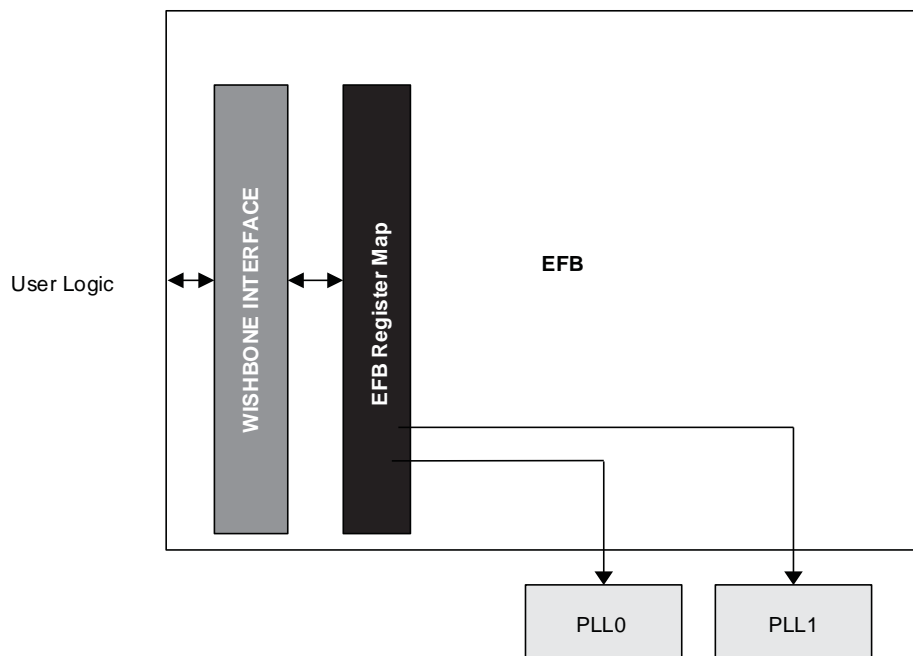 User Logic
WISHBONE INTERFACE
EFB Register Map
EFB
PLL0
PLL1